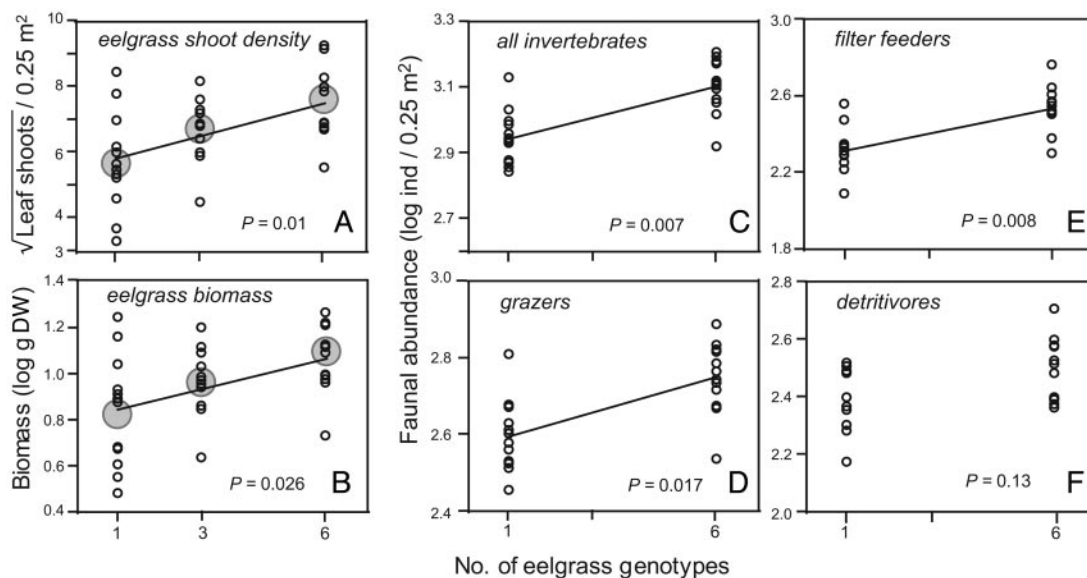 √Leaf shoots / 0.25 m²
10
9
8
7
6
5
4
3
eelgrass shoot density
P = 0.01
A
Biomass (log gDW)
1.4
1.2
1.0
0.8
0.6
0.4
eelgrass biomass
P = 0.026
B
1
3
6
Faunal abundance (log ind / 0.25 m²)
3.3
3.1
2.9
2.7
all invertebrates
P = 0.007
C
3.0
2.8
2.6
2.4
grazers
P = 0.017
D
1
6
3.0
2.6
2.2
1.8
filter feeders
P = 0.008
E
2.8
2.6
2.4
2.2
2.0
detritivores
P = 0.13
F
1
6
No. of eelgrass genotypes